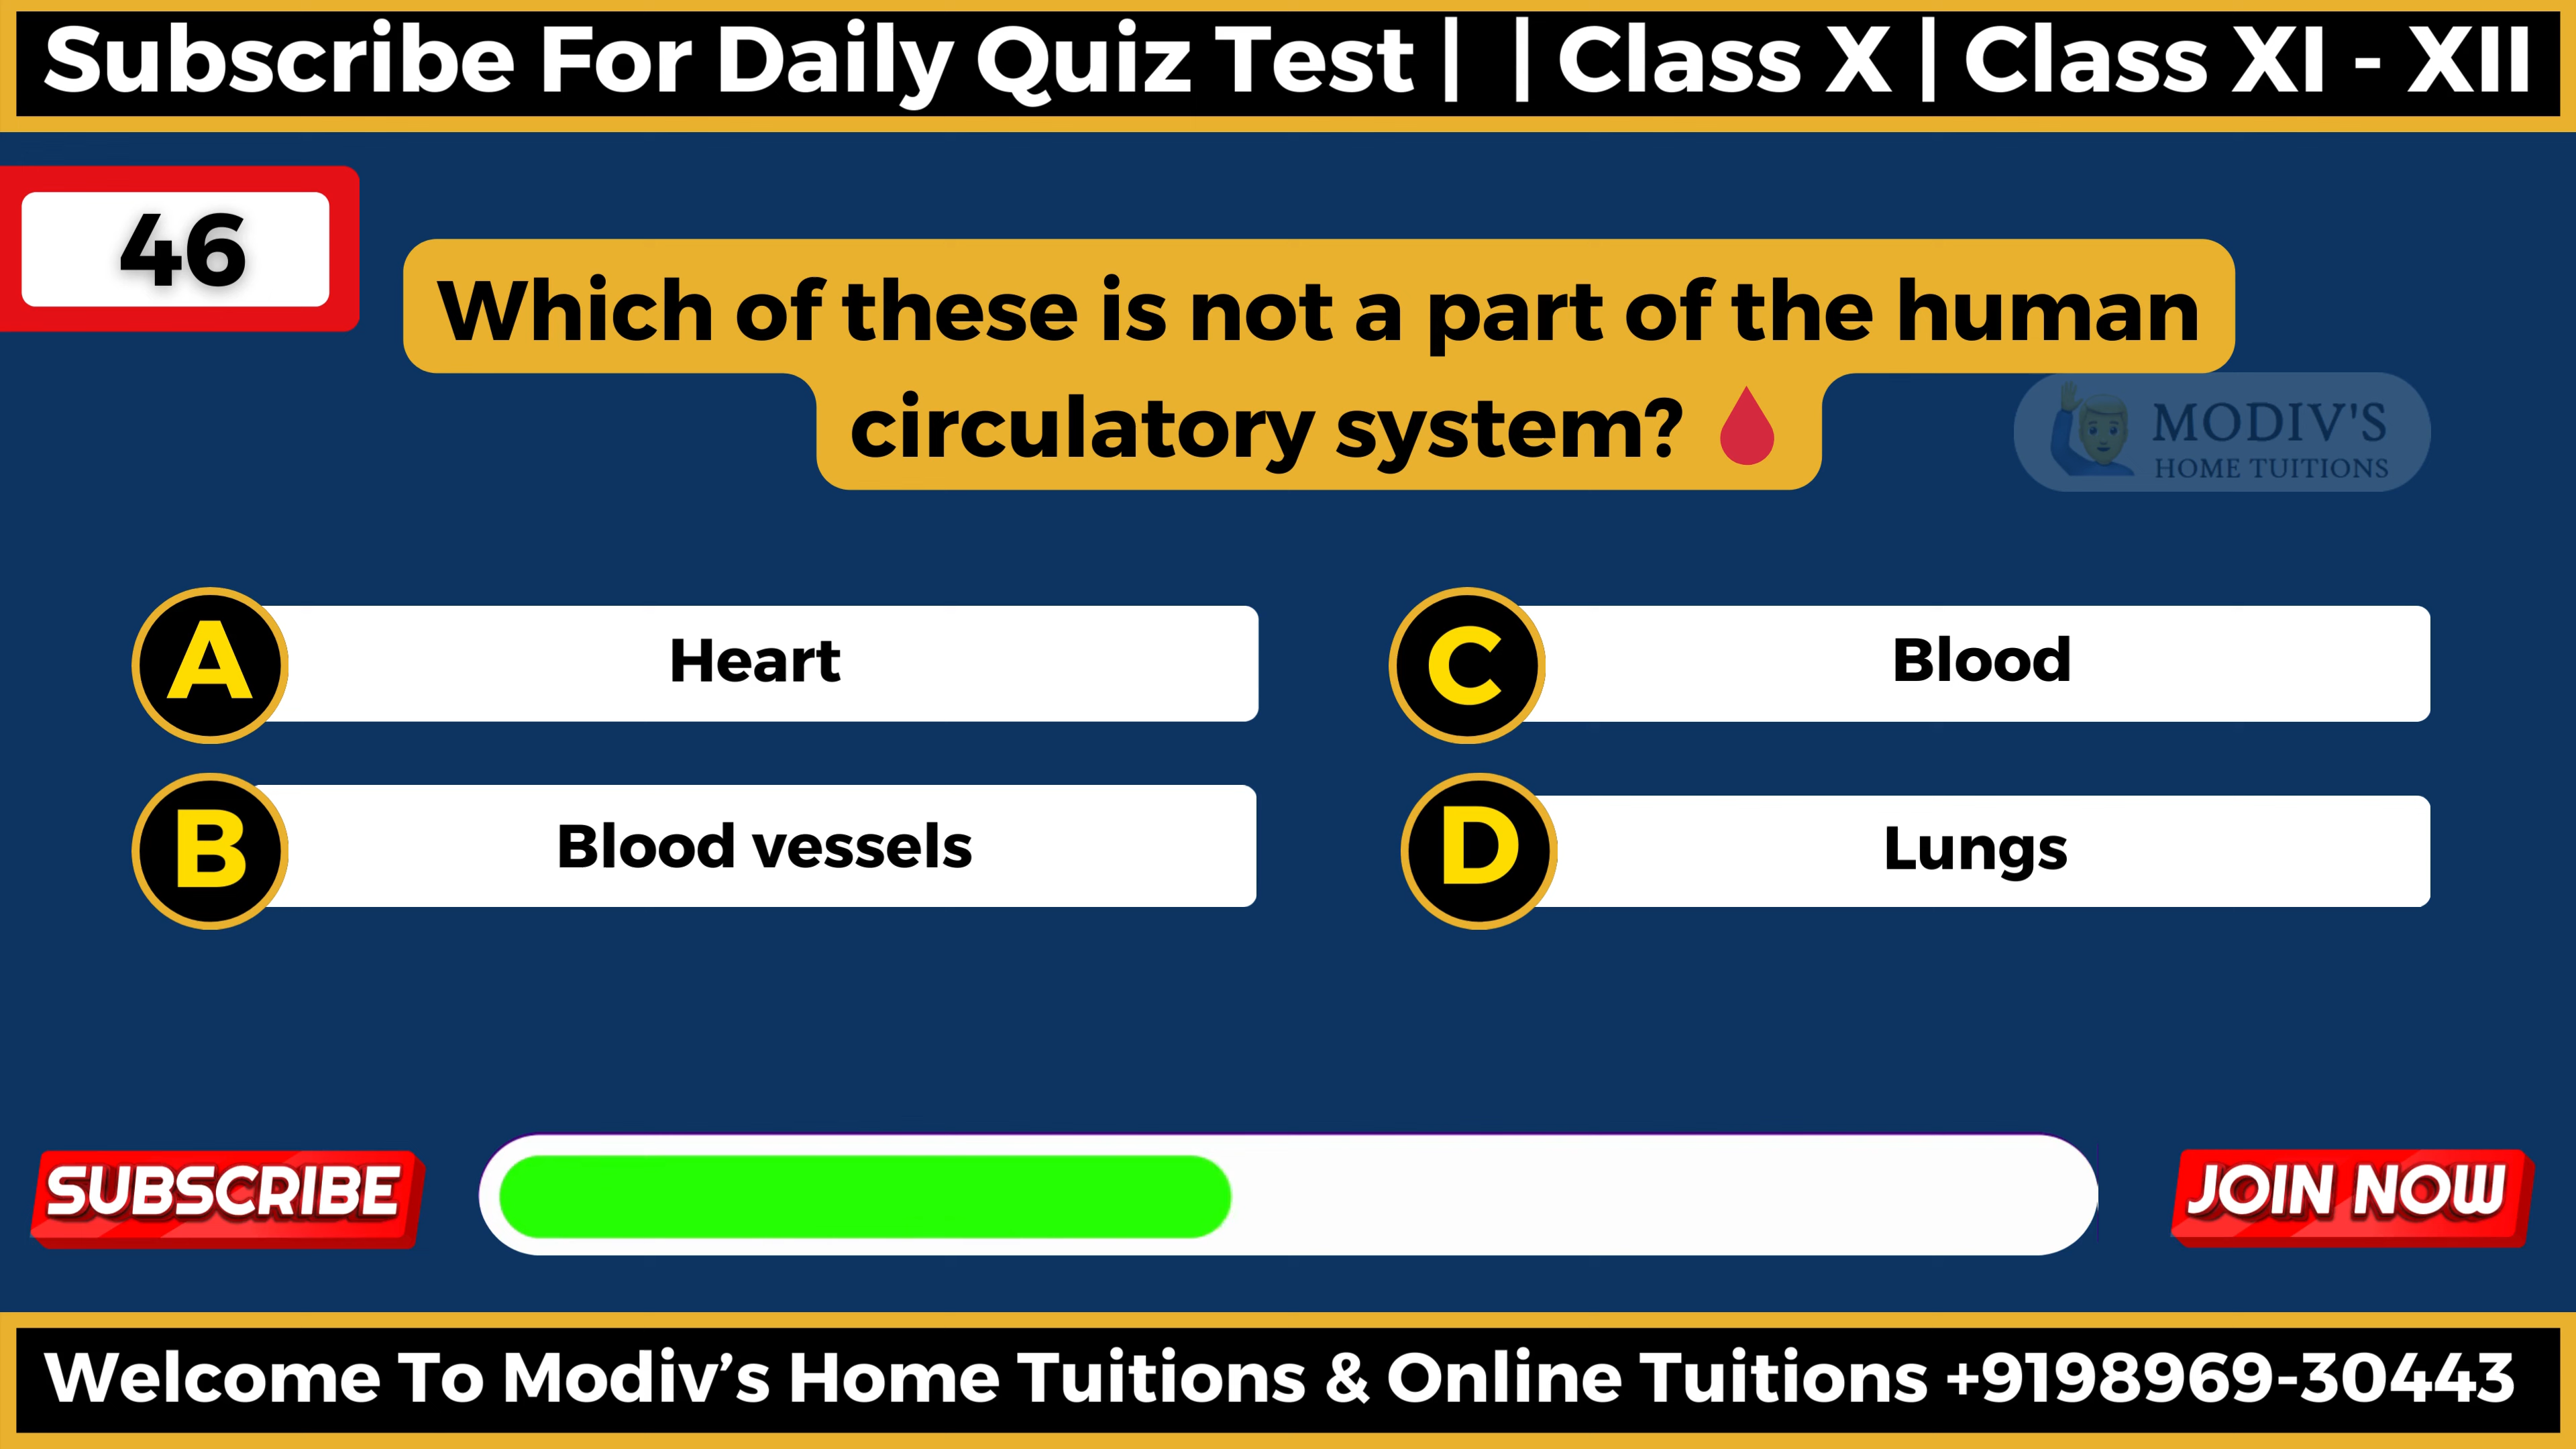 Subscribe For Daily Quiz Test | | Class X | Class XI - XII
46
Which of these is not a part of the human
circulatory system?
MODIV'S
HOME TUITIONS
A
Heart
C
Blood
B
Blood vessels
D
Lungs
SUBSCRIBE
JOIN NOW
Welcome To Modiv’s Home Tuitions & Online Tuitions +9198969-30443